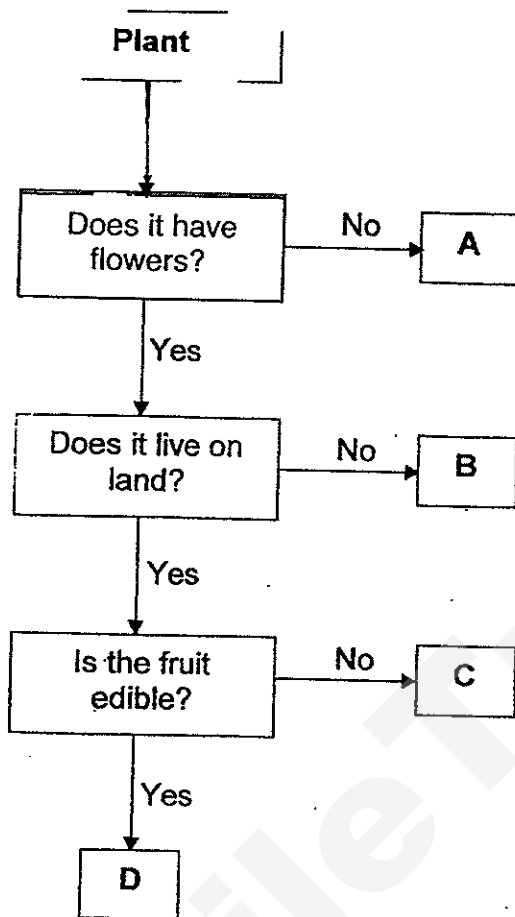 Plant
Does it have
flowers?
No
A
Yes
Does it live on
land?
No
B
Yes
Is the fruit
edible?
No
C
Yes
D